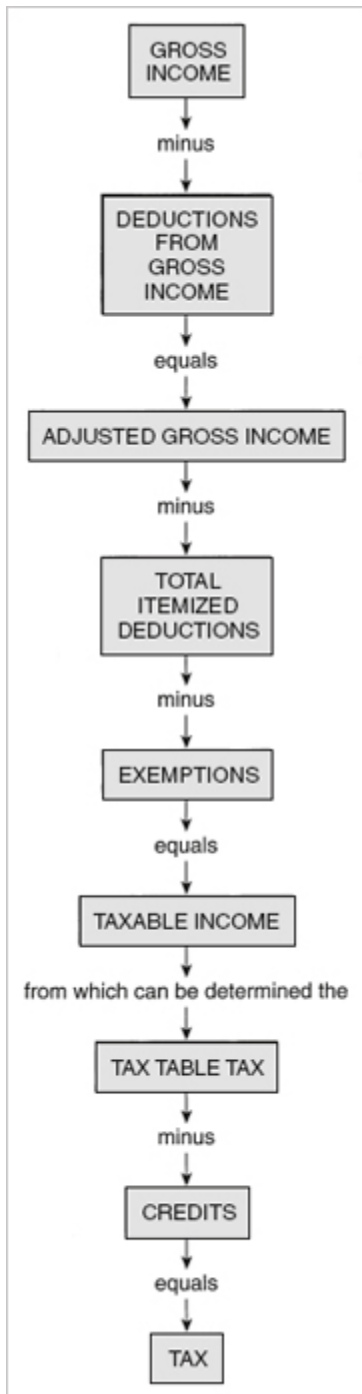 GROSS
INCOME
minus
DEDUCTIONS
FROM
GROSS
INCOME
equals
ADJUSTED GROSS INCOME
minus
TOTAL
ITEMIZED
DEDUCTIONS
minus
EXEMPTIONS
equals
TAXABLE INCOME
from which can be determined the
TAX TABLE TAX
minus
CREDITS
equals
TAX